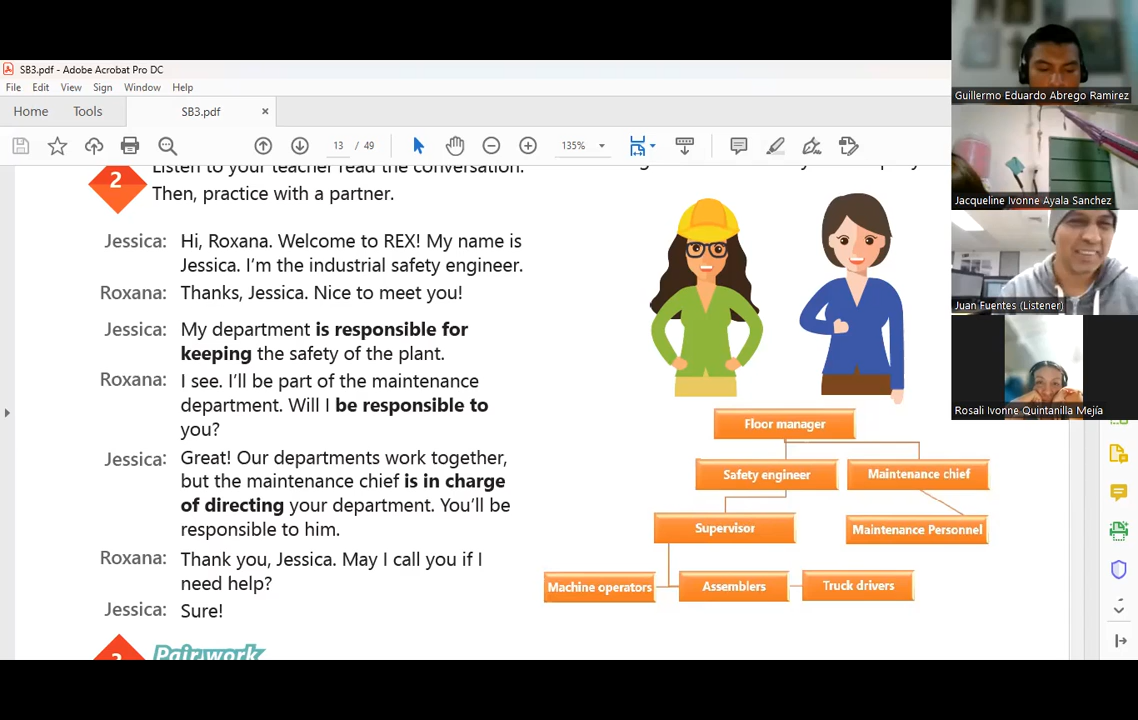 SB3.pdf - Adobe Acrobat Pro DC
File Edit View Sign Window Help
Home Tools SB3.pdf ×
13 / 49 135%
2 Listen to your teacher read the conversation.
Then, practice with a partner.
Jessica: Hi, Roxana. Welcome to REX! My name is
Jessica. I'm the industrial safety engineer.
Roxana: Thanks, Jessica. Nice to meet you!
Jessica: My department is responsible for
keeping the safety of the plant.
Roxana: I see. I'll be part of the maintenance
department. Will I be responsible to
you?
Jessica: Great! Our departments work together,
but the maintenance chief is in charge
of directing your department. You'll be
responsible to him.
Roxana: Thank you, Jessica. May I call you if I
need help?
Jessica: Sure!
Pair work
Floor manager
Safety engineer
Maintenance chief
Supervisor
Maintenance Personnel
Machine operators
Assemblers
Truck drivers
Guillermo Eduardo Abrego Ramirez
Jacqueline Ivonne Ayala Sanchez
Juan Fuentes (Listener)
Rosali Ivonne Quintanilla Mejía